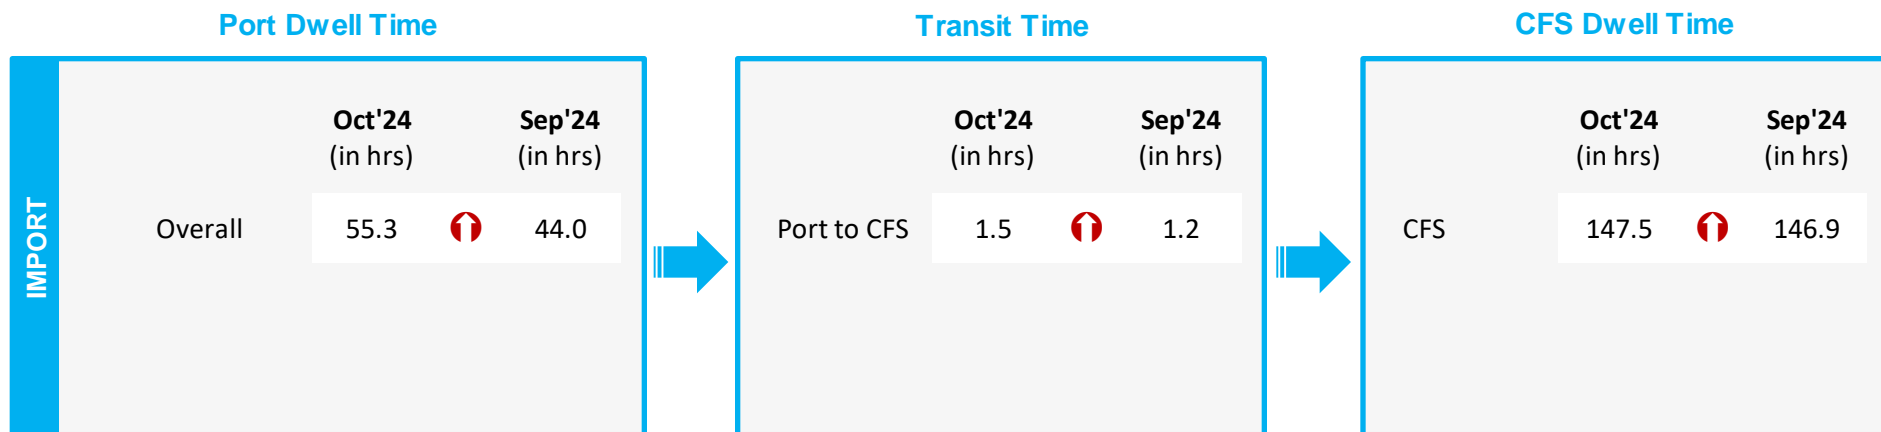 Port Dwell Time
Transit Time
CFS Dwell Time
IMPORT
Oct'24 Sep'24
(in hrs) (in hrs)
Overall 55.3 44.0
Oct'24 Sep'24
(in hrs) (in hrs)
Port to CFS 1.5 1.2
Oct'24 Sep'24
(in hrs) (in hrs)
CFS 147.5 146.9